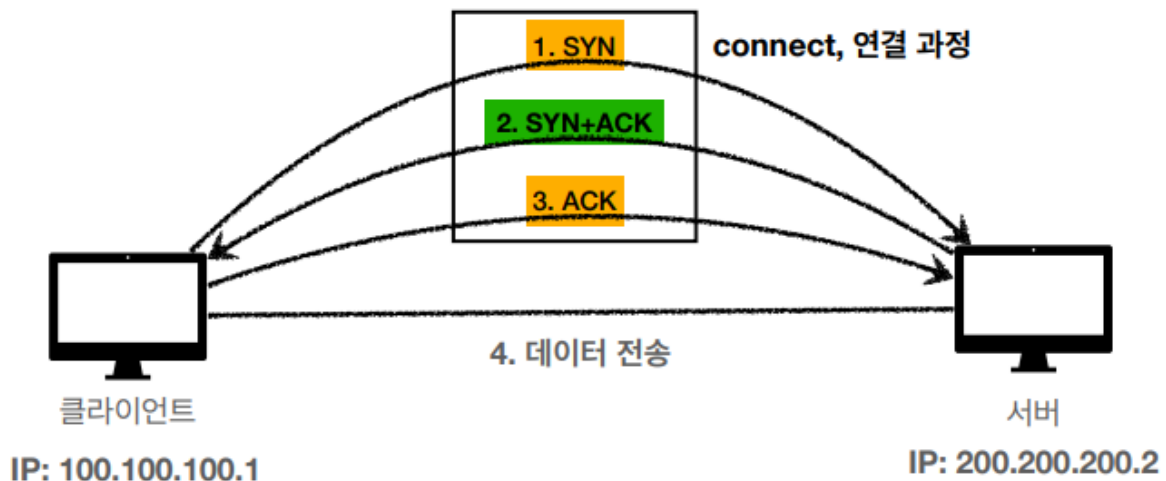 1. SYN
connect, 연결 과정
2. SYN+ACK
3. ACK
4. 데이터 전송
클라이언트
서버
IP: 100.100.100.1
IP: 200.200.200.2